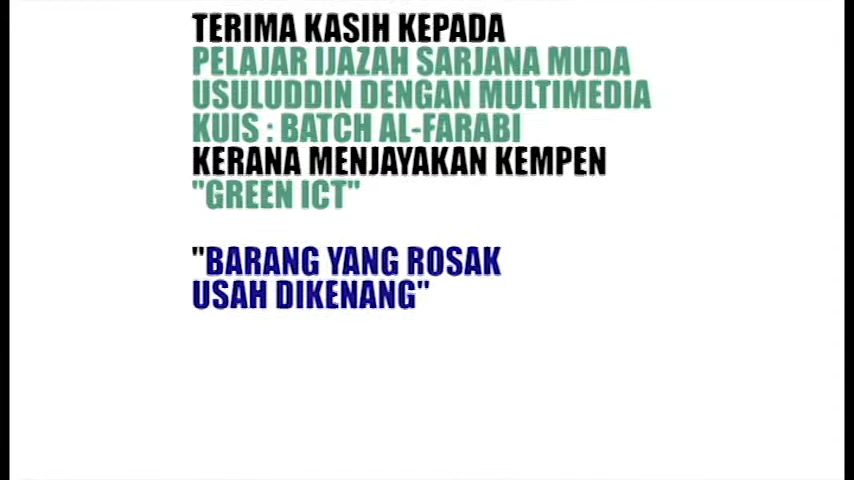 TERIMA KASIH KEPADA
PELAJAR IJAZAH SARJANA MUDA
USULUDDIN DENGAN MULTIMEDIA
KUIS : BATCH AL-FARABI
KERANA MENJAYAKAN KEMPEN
"GREEN ICT"
"BARANG YANG ROSAK
USAH DIKENANG"